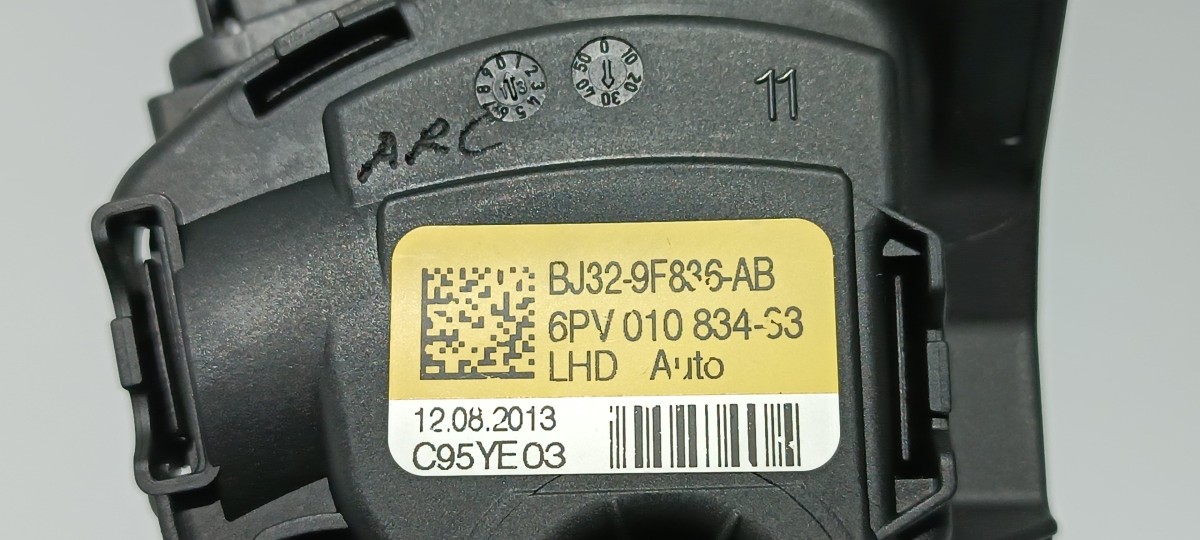 11
ARC
BJ32-9F836-AB
6PV 010 834-S3
LHD Auto
12.08.2013
C95YE03